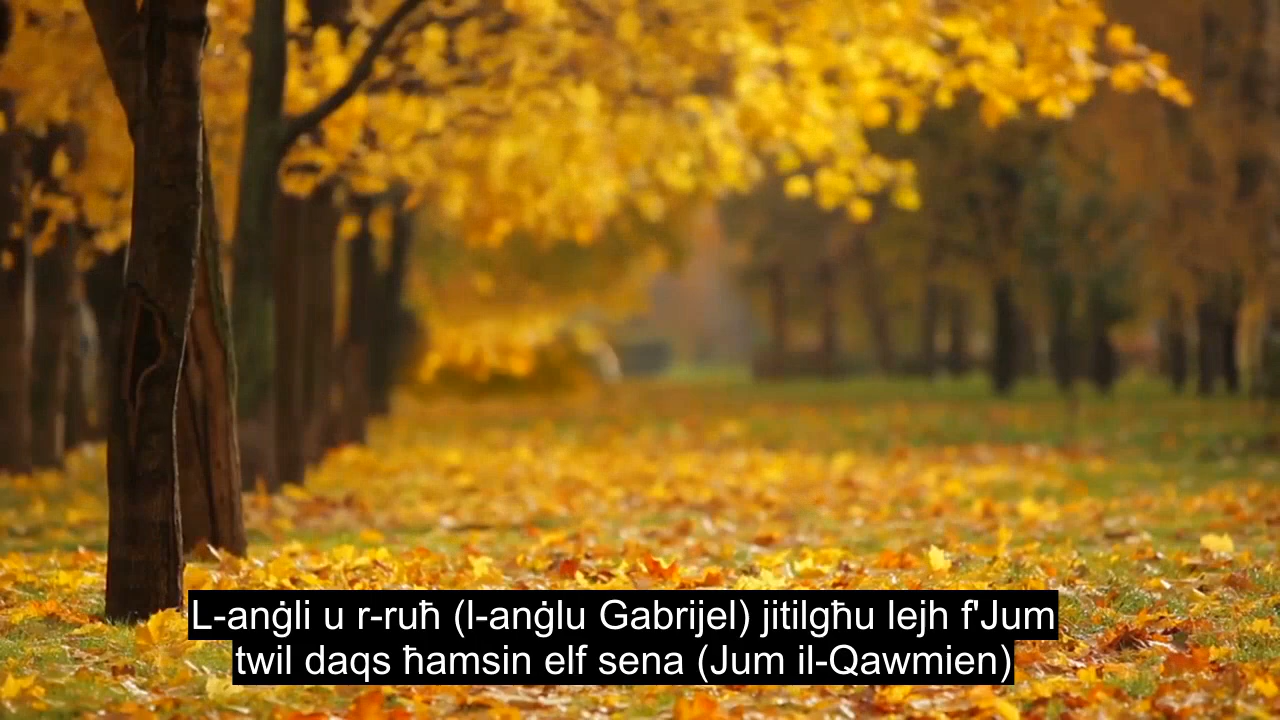 L-anġli u r-ruħ (l-anġlu Gabrijel) jitilgħu lejh f'Jum
twil daqs ħamsin elf sena (Jum il-Qawmien)